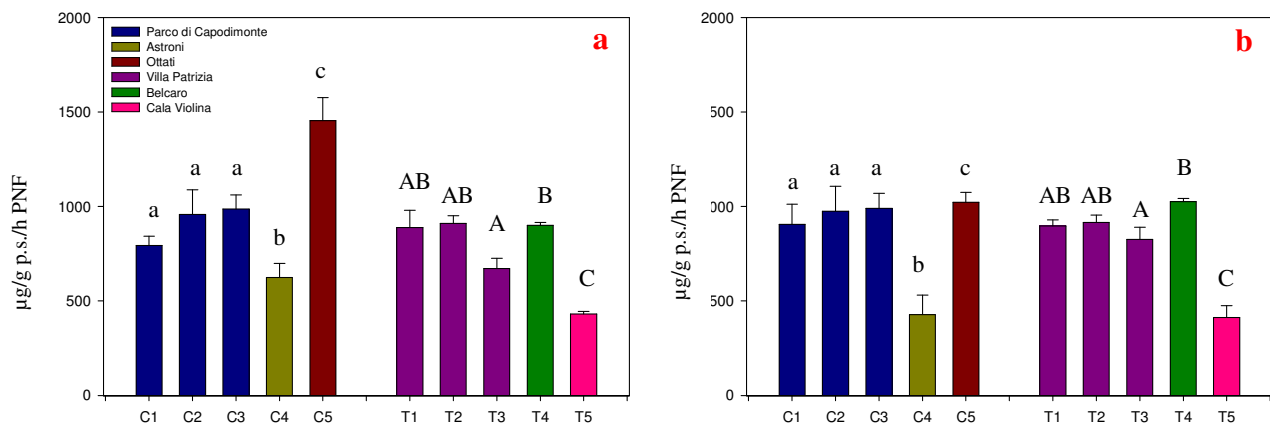 2000
1500
1000
500
0
µg/g p.s./h PNF
Parco di Capodimonte
Astroni
Ottati
Villa Patrizia
Belcaro
Cala Violina
a
a a a b c
AB AB A B C
C1 C2 C3 C4 C5 T1 T2 T3 T4 T5
2000
500
,00
500
0
µg/g p.s./h PNF
b
a a a b c
AB AB A B C
C1 C2 C3 C4 C5 T1 T2 T3 T4 T5